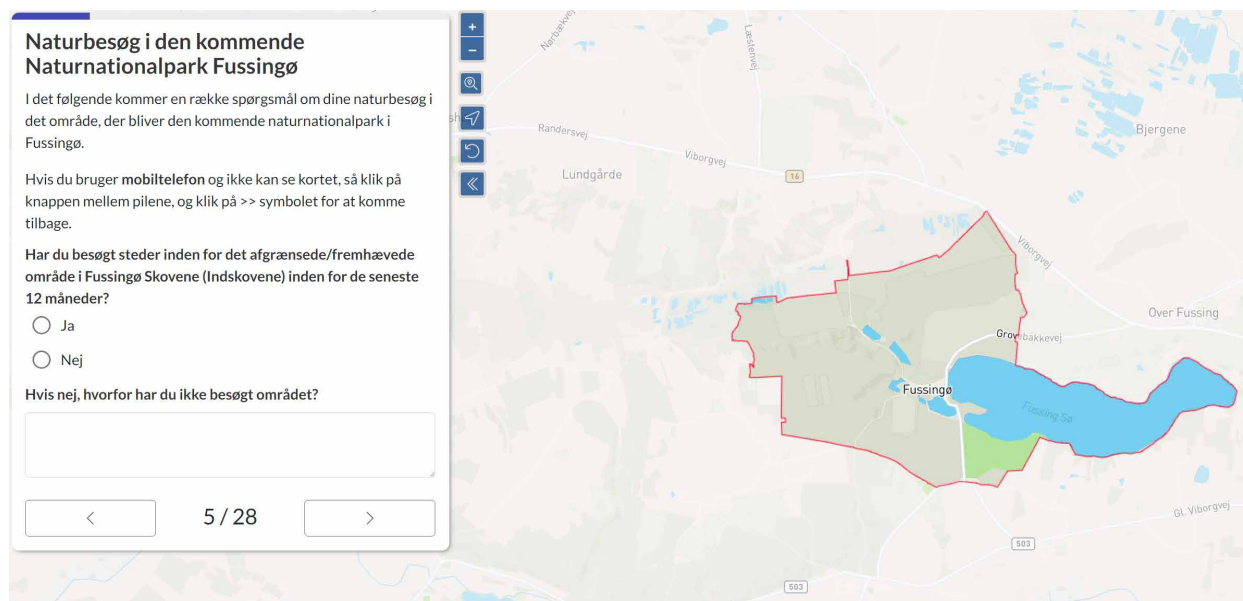 Naturbesøg i den kommende
Naturnationalpark Fussingø
I det følgende kommer en række spørgsmål om dine naturbesøg i
det område, der bliver den kommende naturnationalpark i
Fussingø.
Hvis du bruger mobiltelefon og ikke kan se kortet, så klik på
knappen mellem pilene, og klik på >> symbolet for at komme
tilbage.
Har du besøgt steder inden for det afgrænsede/fremhævede
område i Fussingø Skovene (Indskovene) inden for de seneste
12 måneder?
Ja
Nej
Hvis nej, hvorfor har du ikke besøgt området?
< 5 / 28 >
+
−
Nørbækvej
Læstenvej
Randersvej
Viborgvej
Bjergene
Lundgårde
16
Viborgvej
Over Fussing
Grovbakkevej
Fussingø
Fussing Sø
Gl. Viborgvej
503
503